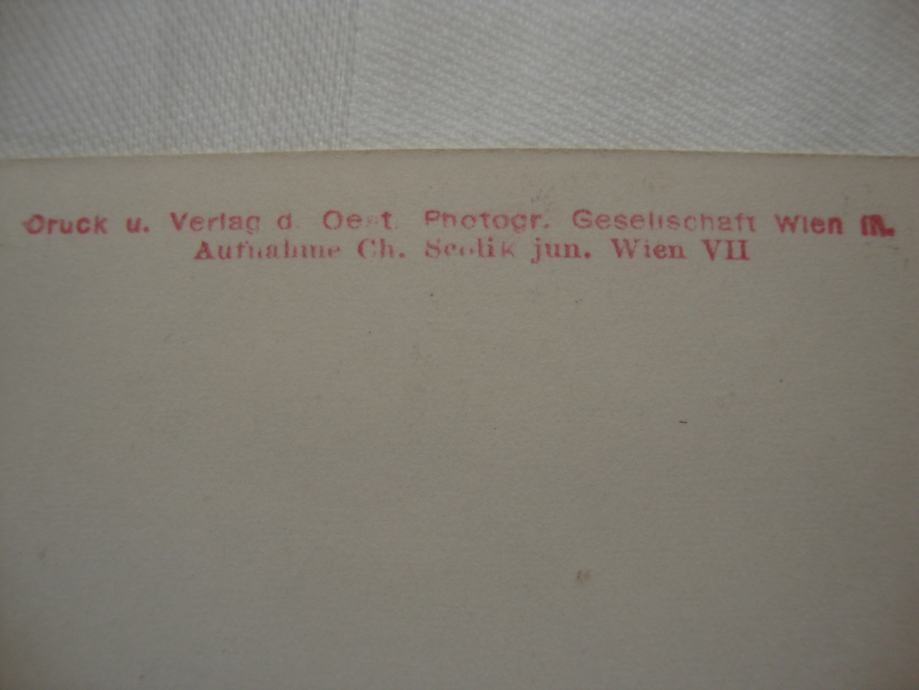 Druck u. Verlag d. Oest. Photogr. Gesellschaft Wien III.
Aufnahme Ch. Scolik jun. Wien VII